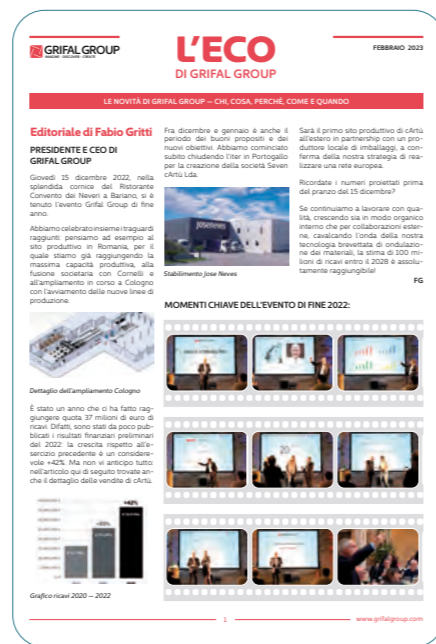 GRIFAL GROUP
IMAGINE - DISCOVER - CREATE
L'ECO
DI GRIFAL GROUP
FEBBRAIO 2023
LE NOVITÀ DI GRIFAL GROUP — CHI, COSA, PERCHÉ, COME E QUANDO
Editoriale di Fabio Gritti
PRESIDENTE E CEO DI
GRIFAL GROUP
Giovedì 15 dicembre 2022, nella
splendida cornice del Ristorante
Convento dei Neveri a Bariano, si è
tenuto l'evento Grifal Group di fine
anno.
Abbiamo celebrato insieme i traguardi
raggiunti: pensiamo ad esempio al
sito produttivo in Romania, per il
quale stiamo già raggiungendo la
massima capacità produttiva, alla
fusione societaria con Cornelli e
all'ampliamento in corso a Cologno
con l'avviamento delle nuove linee di
produzione.
Dettaglio dell'ampliamento Cologno
È stato un anno che ci ha fatto rag-
giungere quota 37 milioni di euro di
ricavi. Difatti, sono stati da poco pub-
blicati i risultati finanziari preliminari
del 2022: la crescita rispetto all'e-
sercizio precedente è un considere-
vole +42%. Ma non vi anticipo tutto:
nell'articolo qui di seguito trovate an-
che il dettaglio delle vendite di cArtù.
+42%
Grafico ricavi 2020 — 2022
Fra dicembre e gennaio è anche il
periodo dei buoni propositi e dei
nuovi obiettivi. Abbiamo cominciato
subito chiudendo l'iter in Portogallo
per la creazione della società Seven
cArtù Lda.
joseneves
Stabilimento Jose Neves
Sarà il primo sito produttivo di cArtù
all'estero in partnership con un pro-
duttore locale di imballaggi, a con-
ferma della nostra strategia di rea-
lizzare una rete europea.
Ricordate i numeri proiettati prima
del pranzo del 15 dicembre?
Se continuiamo a lavorare con qua-
lità, crescendo sia in modo organico
interno che per collaborazioni ester-
ne, cavalcando l'onda della nostra
tecnologia brevettata di ondulazio-
ne dei materiali, la stima di 100 mi-
lioni di ricavi entro il 2028 è assolu-
tamente raggiungibile!
FG
MOMENTI CHIAVE DELL'EVENTO DI FINE 2022:
20
1
www.grifalgroup.com